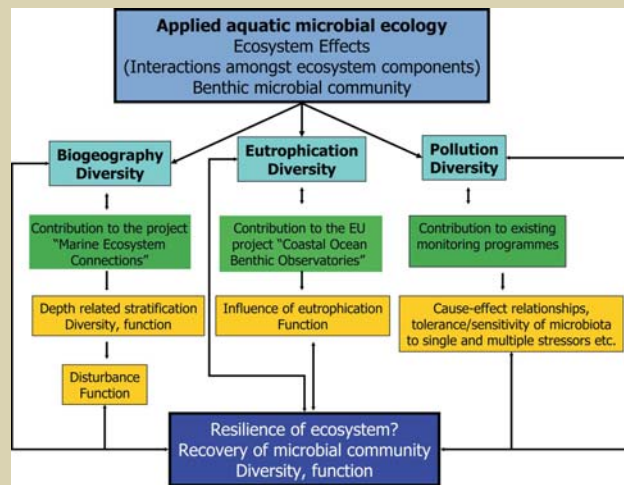 Applied aquatic microbial ecology
Ecosystem Effects
(Interactions amongst ecosystem components)
Benthic microbial community
Biogeography
Diversity
Eutrophication
Diversity
Pollution
Diversity
Contribution to the project
“Marine Ecosystem
Connections”
Contribution to the EU
project “Coastal Ocean
Benthic Observatories”
Contribution to existing
monitoring programmes
Depth related stratification
Diversity, function
Influence of eutrophication
Function
Cause-effect relationships,
tolerance/sensitivity of microbiota
to single and multiple stressors etc.
Disturbance
Function
Resilience of ecosystem?
Recovery of microbial community
Diversity, function